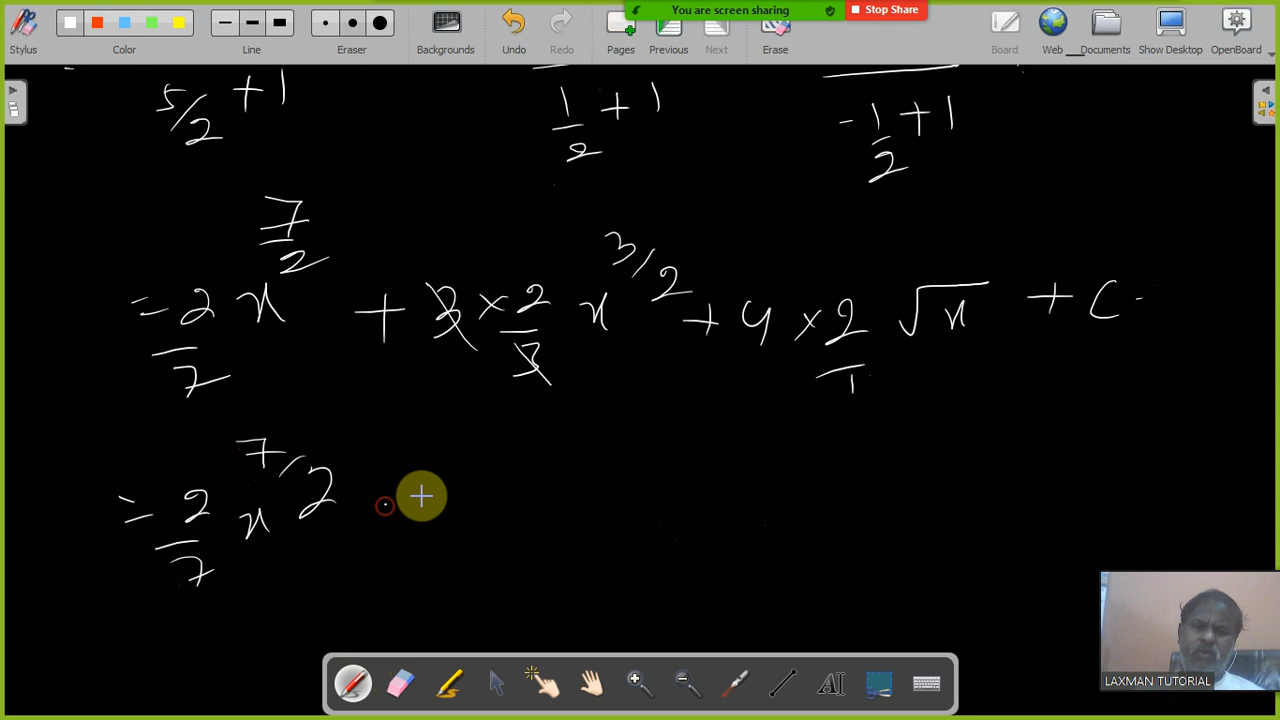 You are screen sharing Stop Share
Stylus Color Line Eraser Backgrounds Undo Redo Pages Previous Next Erase Board Web Documents Show Desktop OpenBoard
5/2 + 1 1/2 + 1 -1/2 + 1
= 2/7 x^7/2 + 3 × 2/3 x^3/2 + 4 × 2/1 √x + C
= 2/7 x^7/2
LAXMAN TUTORIAL